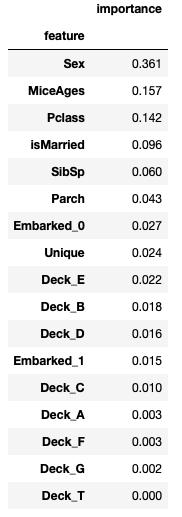 importance
feature
Sex 0.361
MiceAges 0.157
Pclass 0.142
isMarried 0.096
SibSp 0.060
Parch 0.043
Embarked_0 0.027
Unique 0.024
Deck_E 0.022
Deck_B 0.018
Deck_D 0.016
Embarked_1 0.015
Deck_C 0.010
Deck_A 0.003
Deck_F 0.003
Deck_G 0.002
Deck_T 0.000